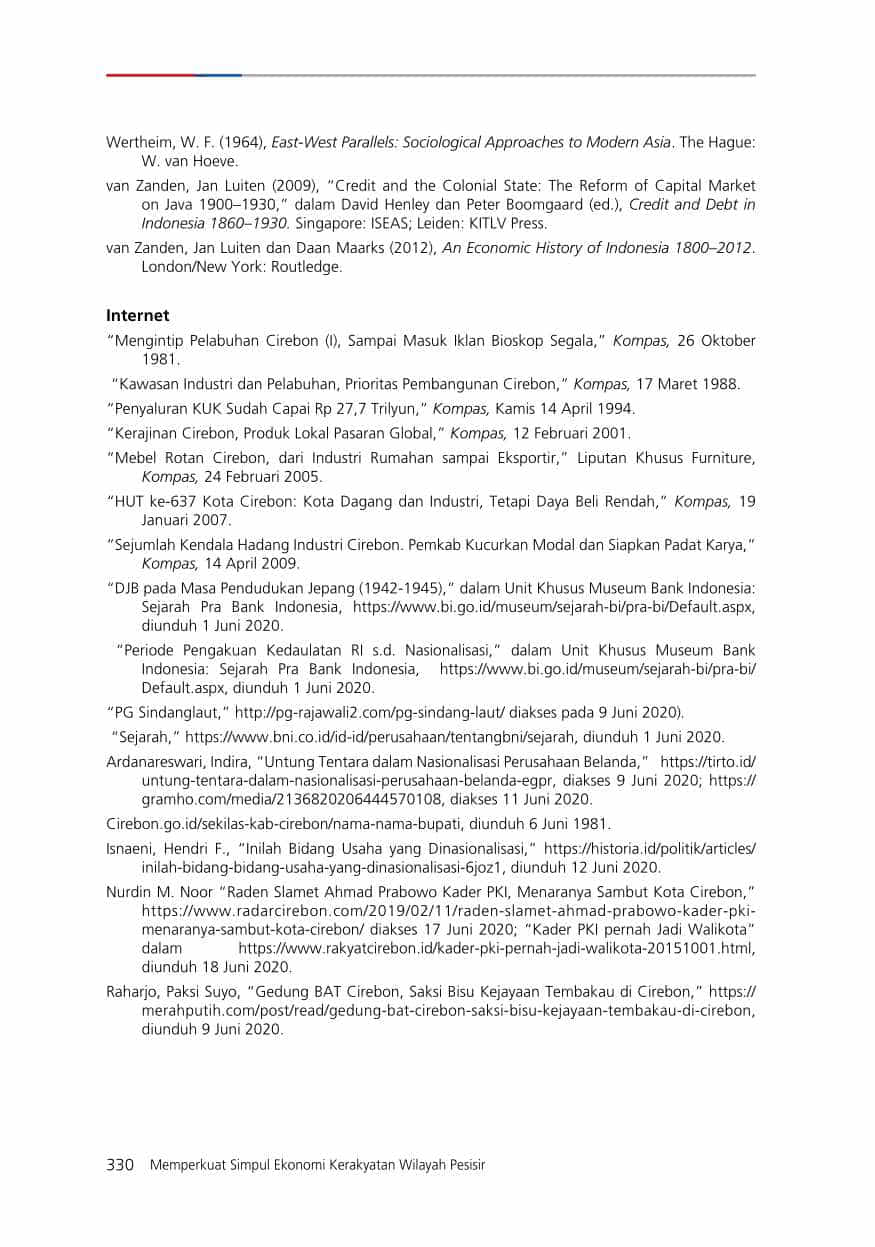 Wertheim, W. F. (1964), East-West Parallels: Sociological Approaches to Modern Asia. The Hague:
W. van Hoeve.
van Zanden, Jan Luiten (2009), “Credit and the Colonial State: The Reform of Capital Market
on Java 1900–1930,” dalam David Henley dan Peter Boomgaard (ed.), Credit and Debt in
Indonesia 1860–1930. Singapore: ISEAS; Leiden: KITLV Press.
van Zanden, Jan Luiten dan Daan Maarks (2012), An Economic History of Indonesia 1800–2012.
London/New York: Routledge.
Internet
“Mengintip Pelabuhan Cirebon (I), Sampai Masuk Iklan Bioskop Segala,” Kompas, 26 Oktober
1981.
“Kawasan Industri dan Pelabuhan, Prioritas Pembangunan Cirebon,” Kompas, 17 Maret 1988.
“Penyaluran KUK Sudah Capai Rp 27,7 Trilyun,” Kompas, Kamis 14 April 1994.
“Kerajinan Cirebon, Produk Lokal Pasaran Global,” Kompas, 12 Februari 2001.
“Mebel Rotan Cirebon, dari Industri Rumahan sampai Eksportir,” Liputan Khusus Furniture,
Kompas, 24 Februari 2005.
“HUT ke-637 Kota Cirebon: Kota Dagang dan Industri, Tetapi Daya Beli Rendah,” Kompas, 19
Januari 2007.
“Sejumlah Kendala Hadang Industri Cirebon. Pemkab Kucurkan Modal dan Siapkan Padat Karya,”
Kompas, 14 April 2009.
“DJB pada Masa Pendudukan Jepang (1942-1945),” dalam Unit Khusus Museum Bank Indonesia:
Sejarah Pra Bank Indonesia, https://www.bi.go.id/museum/sejarah-bi/pra-bi/Default.aspx,
diunduh 1 Juni 2020.
“Periode Pengakuan Kedaulatan RI s.d. Nasionalisasi,” dalam Unit Khusus Museum Bank
Indonesia: Sejarah Pra Bank Indonesia, https://www.bi.go.id/museum/sejarah-bi/pra-bi/
Default.aspx, diunduh 1 Juni 2020.
“PG Sindanglaut,” http://pg-rajawali2.com/pg-sindang-laut/ diakses pada 9 Juni 2020).
“Sejarah,” https://www.bni.co.id/id-id/perusahaan/tentangbni/sejarah, diunduh 1 Juni 2020.
Ardanareswari, Indira, “Untung Tentara dalam Nasionalisasi Perusahaan Belanda,” https://tirto.id/
untung-tentara-dalam-nasionalisasi-perusahaan-belanda-egpr, diakses 9 Juni 2020; https://
gramho.com/media/2136820206444570108, diakses 11 Juni 2020.
Cirebon.go.id/sekilas-kab-cirebon/nama-nama-bupati, diunduh 6 Juni 1981.
Isnaeni, Hendri F., “Inilah Bidang Usaha yang Dinasionalisasi,” https://historia.id/politik/articles/
inilah-bidang-bidang-usaha-yang-dinasionalisasi-6joz1, diunduh 12 Juni 2020.
Nurdin M. Noor “Raden Slamet Ahmad Prabowo Kader PKI, Menaranya Sambut Kota Cirebon,”
https://www.radarcirebon.com/2019/02/11/raden-slamet-ahmad-prabowo-kader-pki-
menaranya-sambut-kota-cirebon/ diakses 17 Juni 2020; “Kader PKI pernah Jadi Walikota”
dalam https://www.rakyatcirebon.id/kader-pki-pernah-jadi-walikota-20151001.html,
diunduh 18 Juni 2020.
Raharjo, Paksi Suyo, “Gedung BAT Cirebon, Saksi Bisu Kejayaan Tembakau di Cirebon,” https://
merahputih.com/post/read/gedung-bat-cirebon-saksi-bisu-kejayaan-tembakau-di-cirebon,
diunduh 9 Juni 2020.
330 Memperkuat Simpul Ekonomi Kerakyatan Wilayah Pesisir